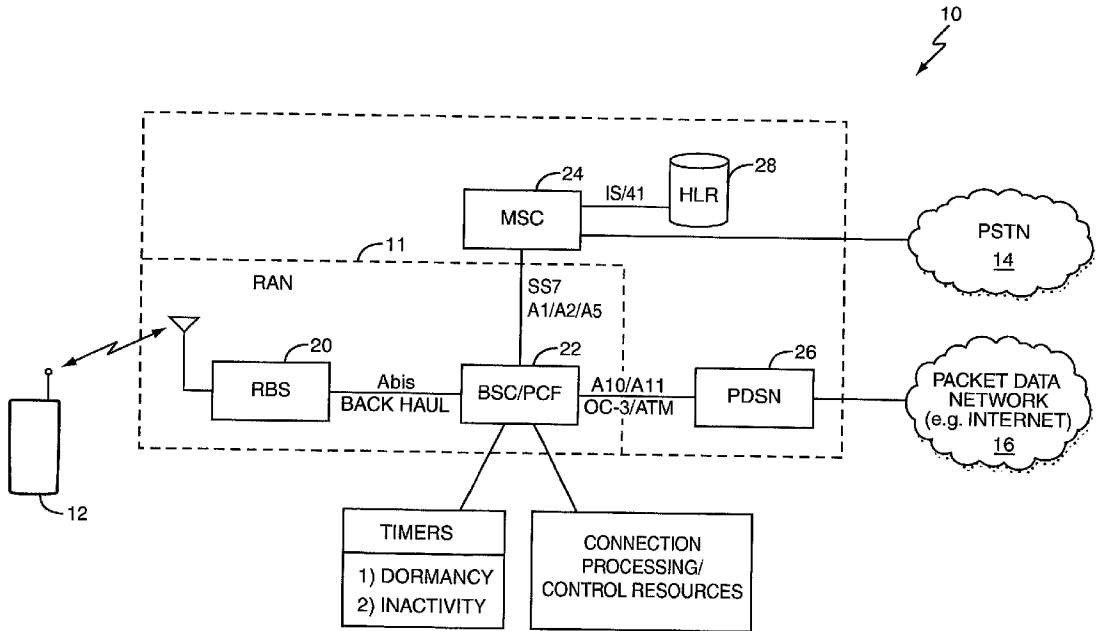 10
24
28
IS/41
HLR
MSC
PSTN
14
11
RAN
SS7
A1/A2/A5
20
22
26
RBS
Abis
BACK HAUL
BSC/PCF
A10/A11
OC-3/ATM
PDSN
PACKET DATA
NETWORK
(e.g. INTERNET)
16
12
TIMERS
1) DORMANCY
2) INACTIVITY
CONNECTION
PROCESSING/
CONTROL RESOURCES